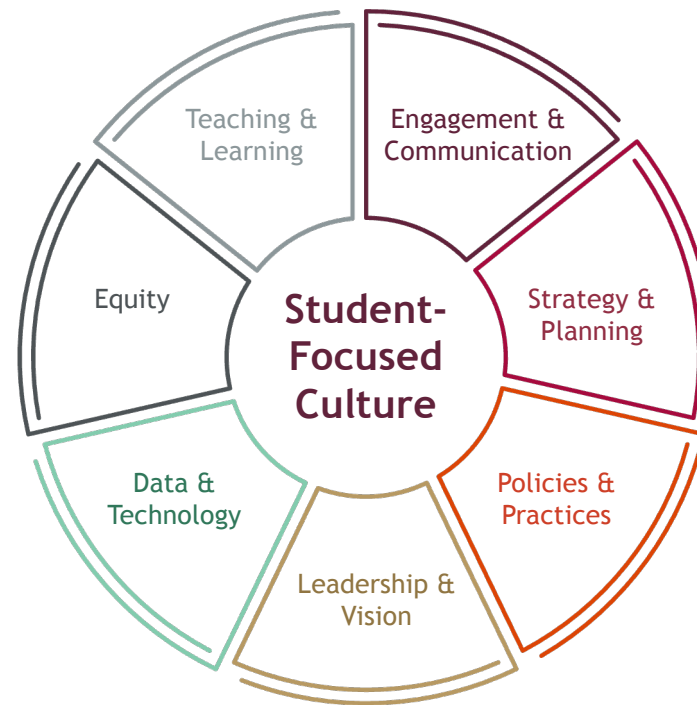 Teaching &
Learning
Engagement &
Communication
Equity
Student-
Focused
Culture
Strategy &
Planning
Data &
Technology
Policies &
Practices
Leadership &
Vision